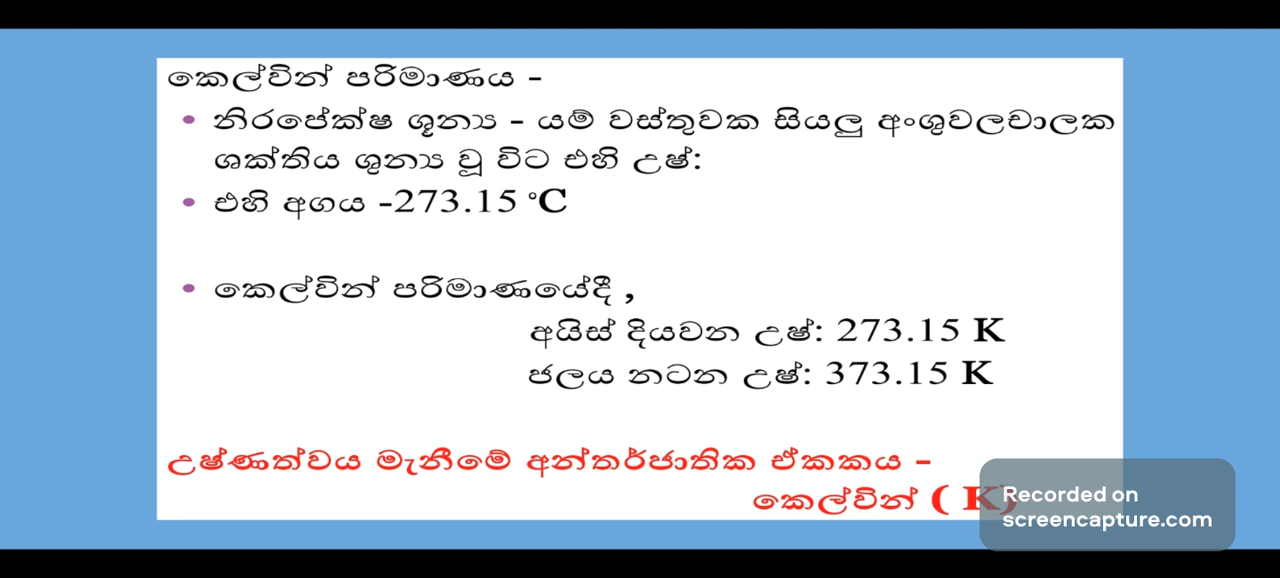 කෙල්වින් පරිමාණය -
• නිරපේක්ෂ ශූන්‍ය - යම් වස්තුවක සියලු අංශුවලචාලක
ශක්තිය ශුන්‍ය වූ විට එහි උෂ්:
• එහි අගය -273.15 °C
• කෙල්වින් පරිමාණයේදී ,
අයිස් දියවන උෂ්: 273.15 K
ජලය නටන උෂ්: 373.15 K
උෂ්ණත්වය මැනීමේ අන්තර්ජාතික ඒකකය –
කෙල්වින් ( K)
Recorded on
screencapture.com